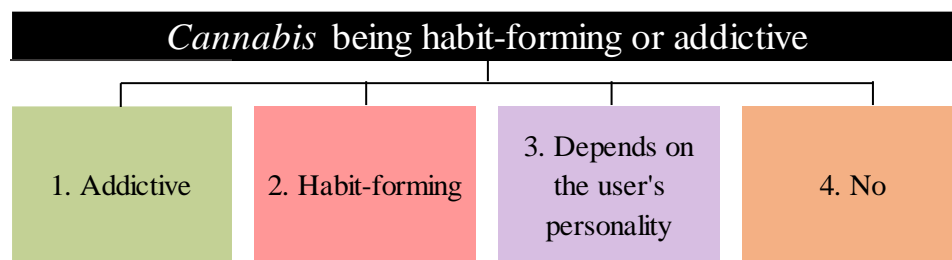 Cannabis being habit-forming or addictive
1. Addictive
2. Habit-forming
3. Depends on
the user's
personality
4. No